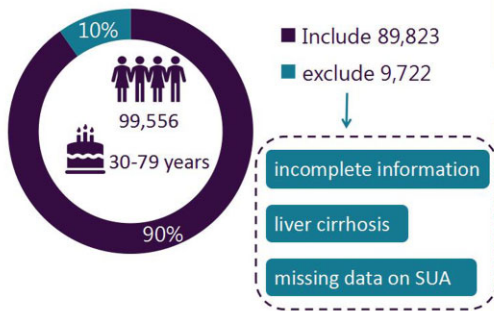 10%
99,556
30-79 years
90%
Include 89,823
exclude 9,722
incomplete information
liver cirrhosis
missing data on SUA